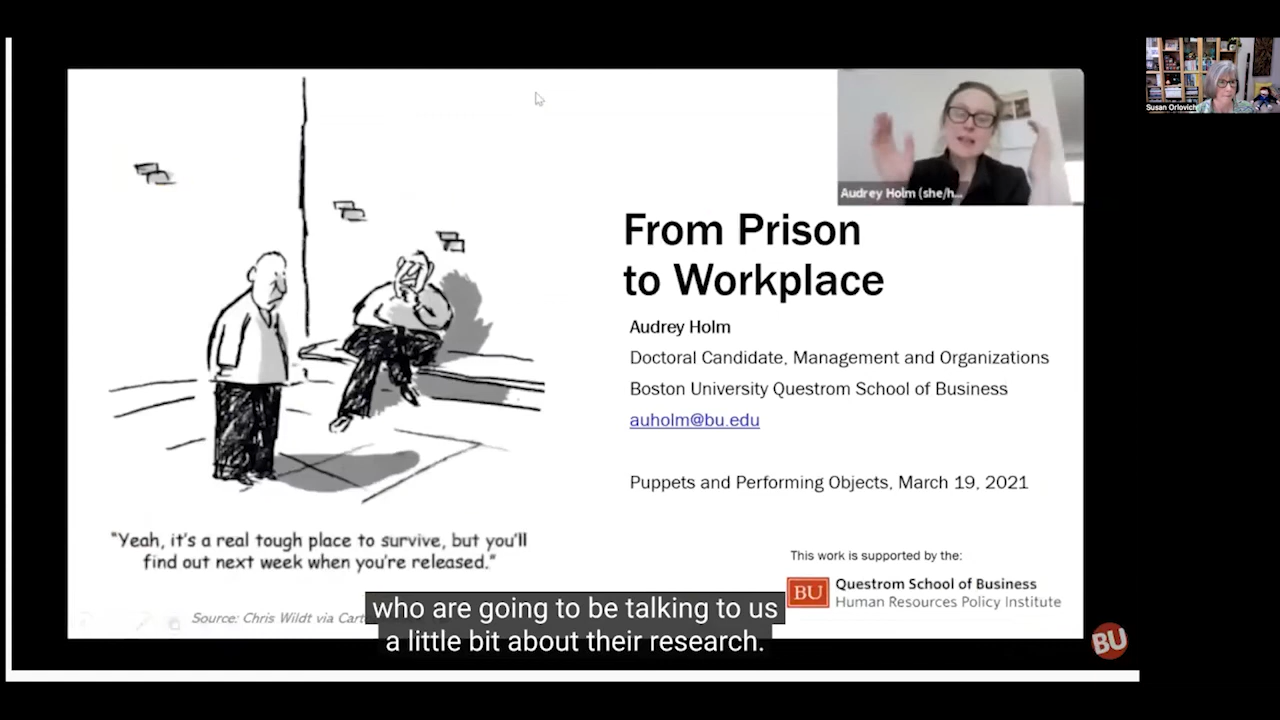 Susan Orlovich
Audrey Holm (she/h...
From Prison
to Workplace
Audrey Holm
Doctoral Candidate, Management and Organizations
Boston University Questrom School of Business
auholm@bu.edu
Puppets and Performing Objects, March 19, 2021
"Yeah, it's a real tough place to survive, but you'll
find out next week when you're released."
Source: Chris Wildt via Cart
This work is supported by the:
BU
Questrom School of Business
Human Resources Policy Institute
who are going to be talking to us
a little bit about their research.
BU